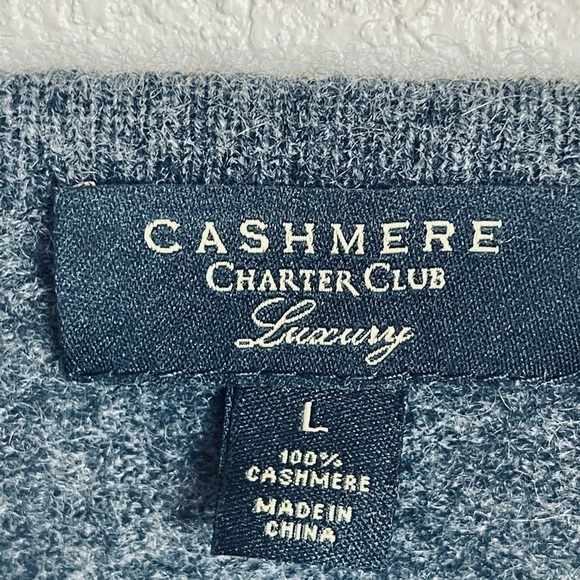 CASHMERE
CHARTER CLUB
Luxury
L
100%
CASHMERE
MADE IN
CHINA